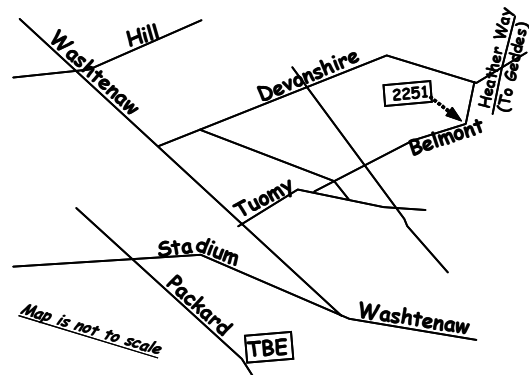 Hill
Washtenaw
Devonshire
Heather Way
(To Geddes)
2251
Belmont
Tuomy
Stadium
Packard
Washtenaw
Map is not to scale
TBE